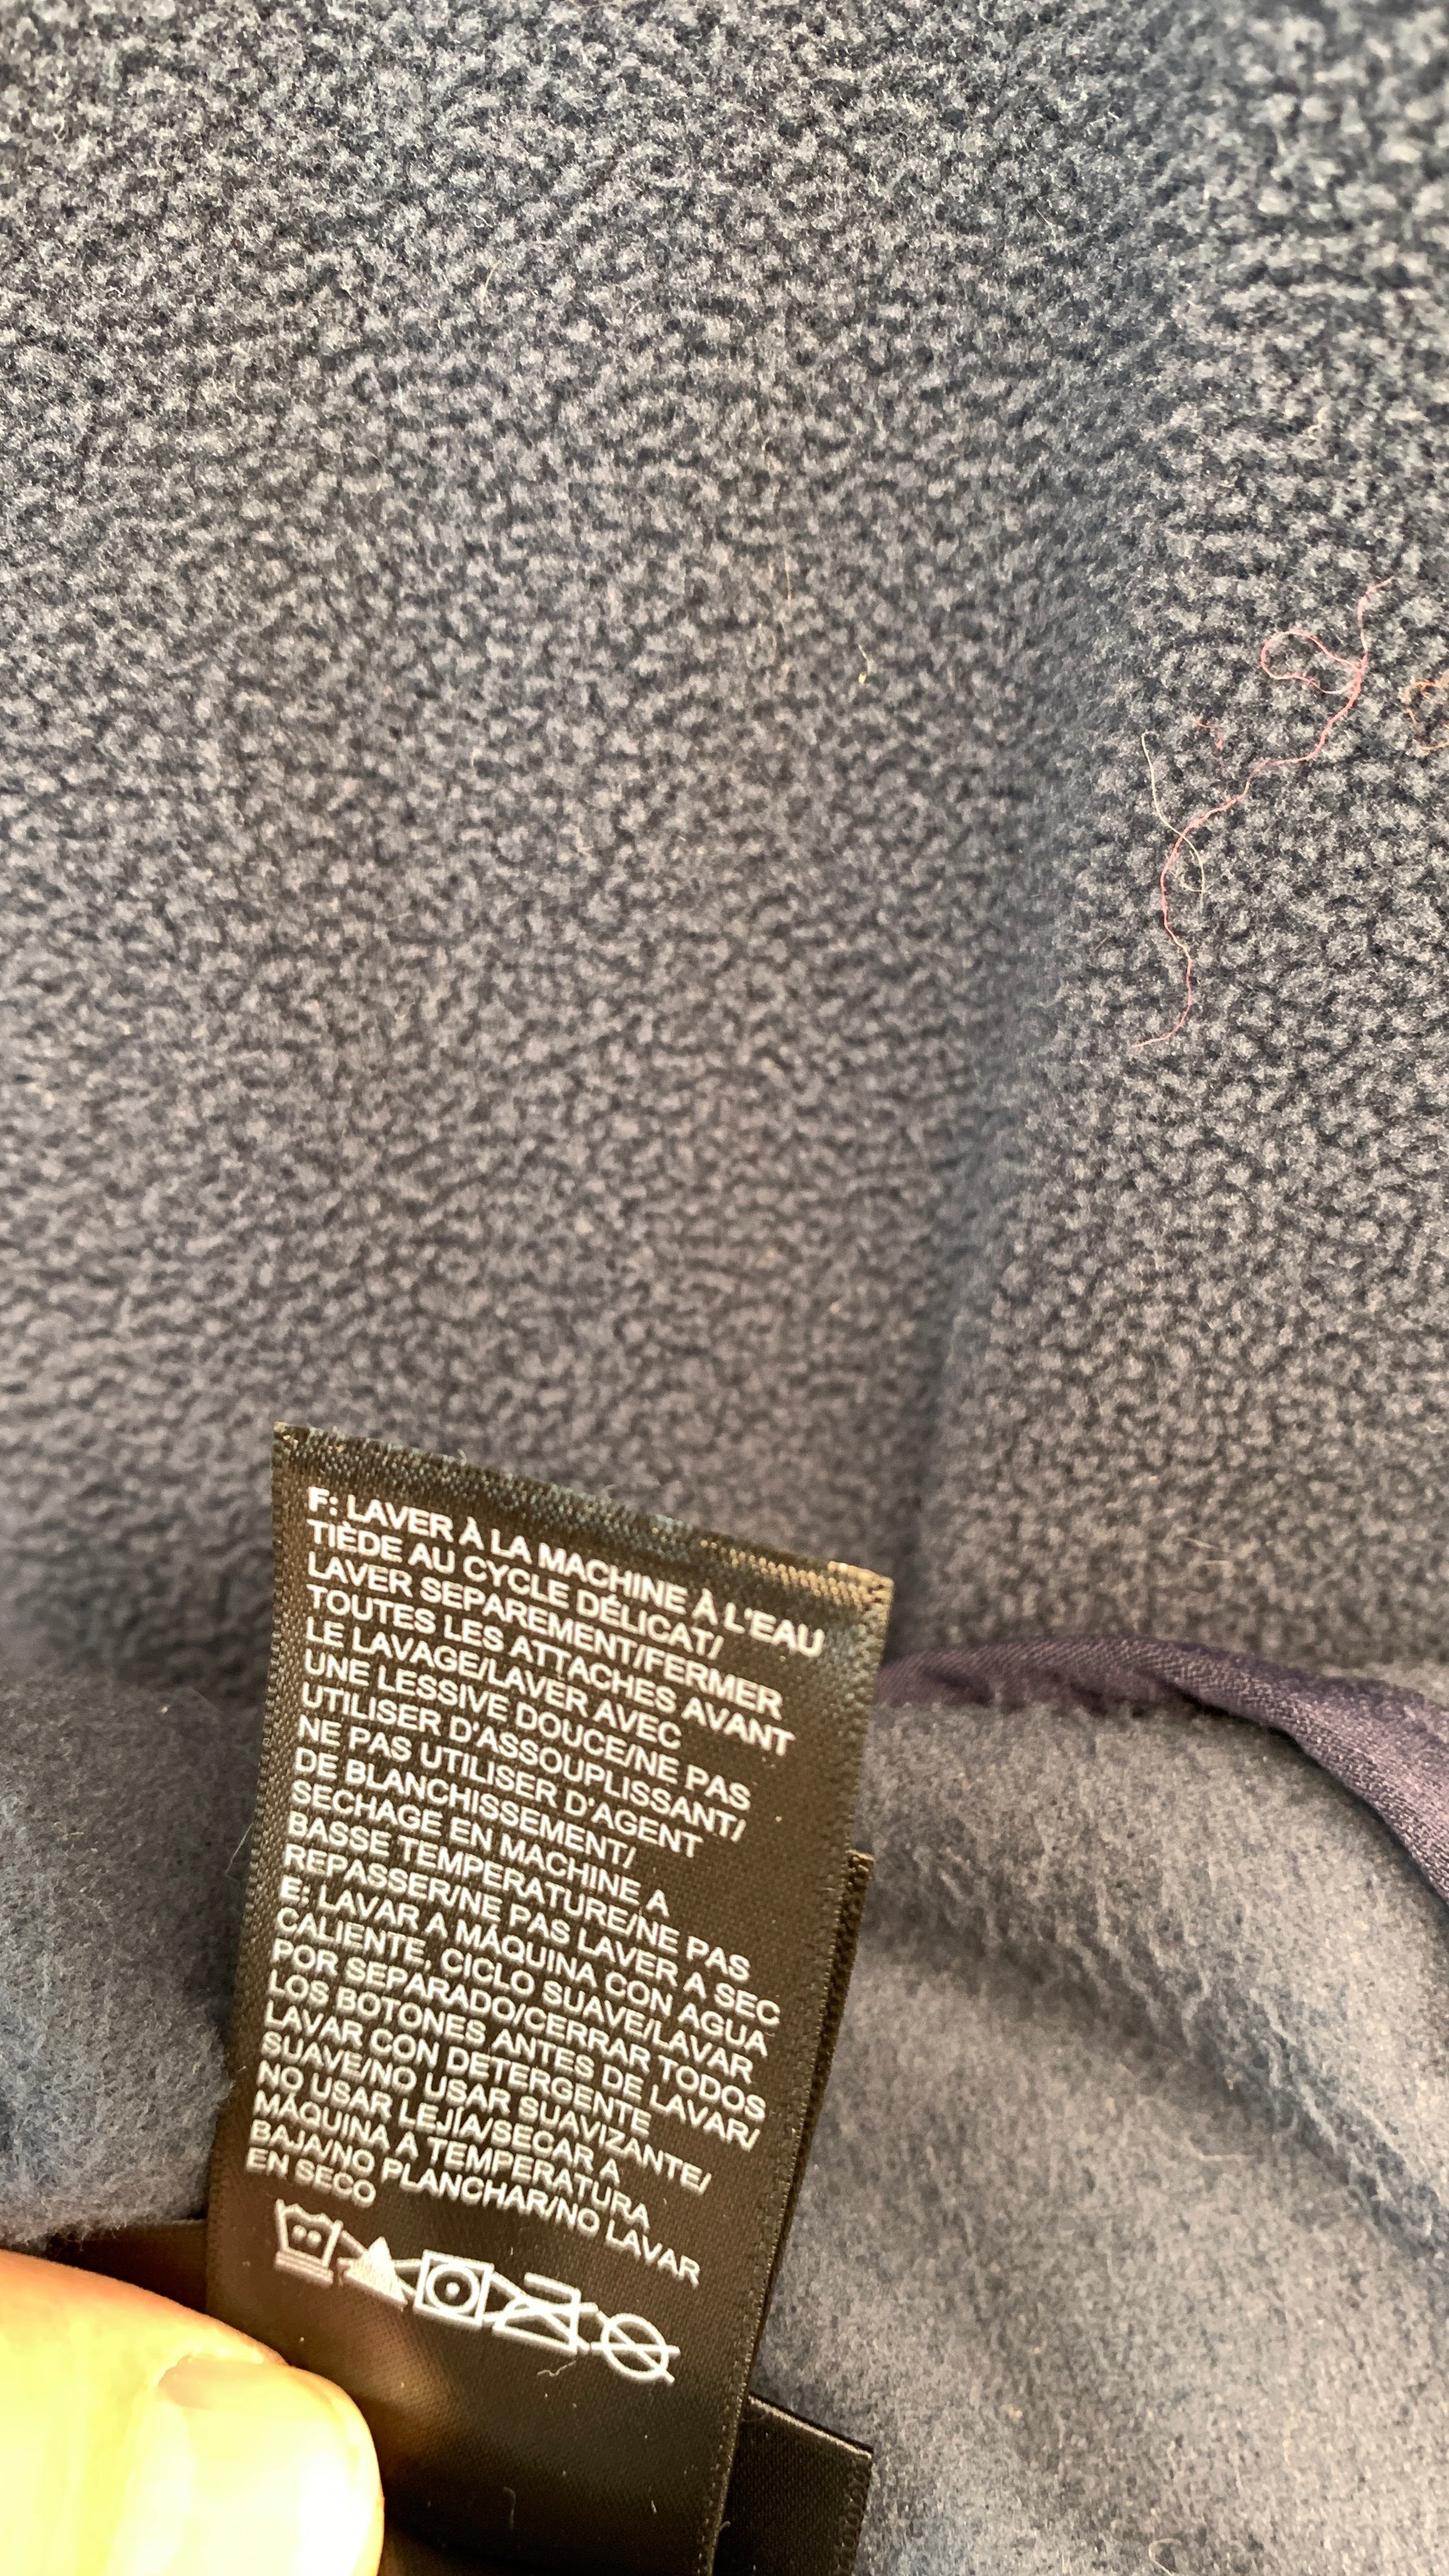 F: LAVER À LA MACHINE À L'EAU
TIÈDE AU CYCLE DÉLICAT/
LAVER SEPAREMENT/FERMER
TOUTES LES ATTACHES AVANT
LE LAVAGE/LAVER AVEC
UNE LESSIVE DOUCE/NE PAS
UTILISER D'ASSOUPLISSANT/
NE PAS UTILISER D'AGENT
DE BLANCHISSEMENT/
SECHAGE EN MACHINE A
BASSE TEMPERATURE/NE PAS
REPASSER/NE PAS LAVER A SEC
E: LAVAR A MÁQUINA CON AGUA
CALIENTE, CICLO SUAVE/LAVAR
POR SEPARADO/CERRAR TODOS
LOS BOTONES ANTES DE LAVAR/
LAVAR CON DETERGENTE
SUAVE/NO USAR SUAVIZANTE/
NO USAR LEJÍA/SECAR A
MÁQUINA A TEMPERATURA
BAJA/NO PLANCHAR/NO LAVAR
EN SECO